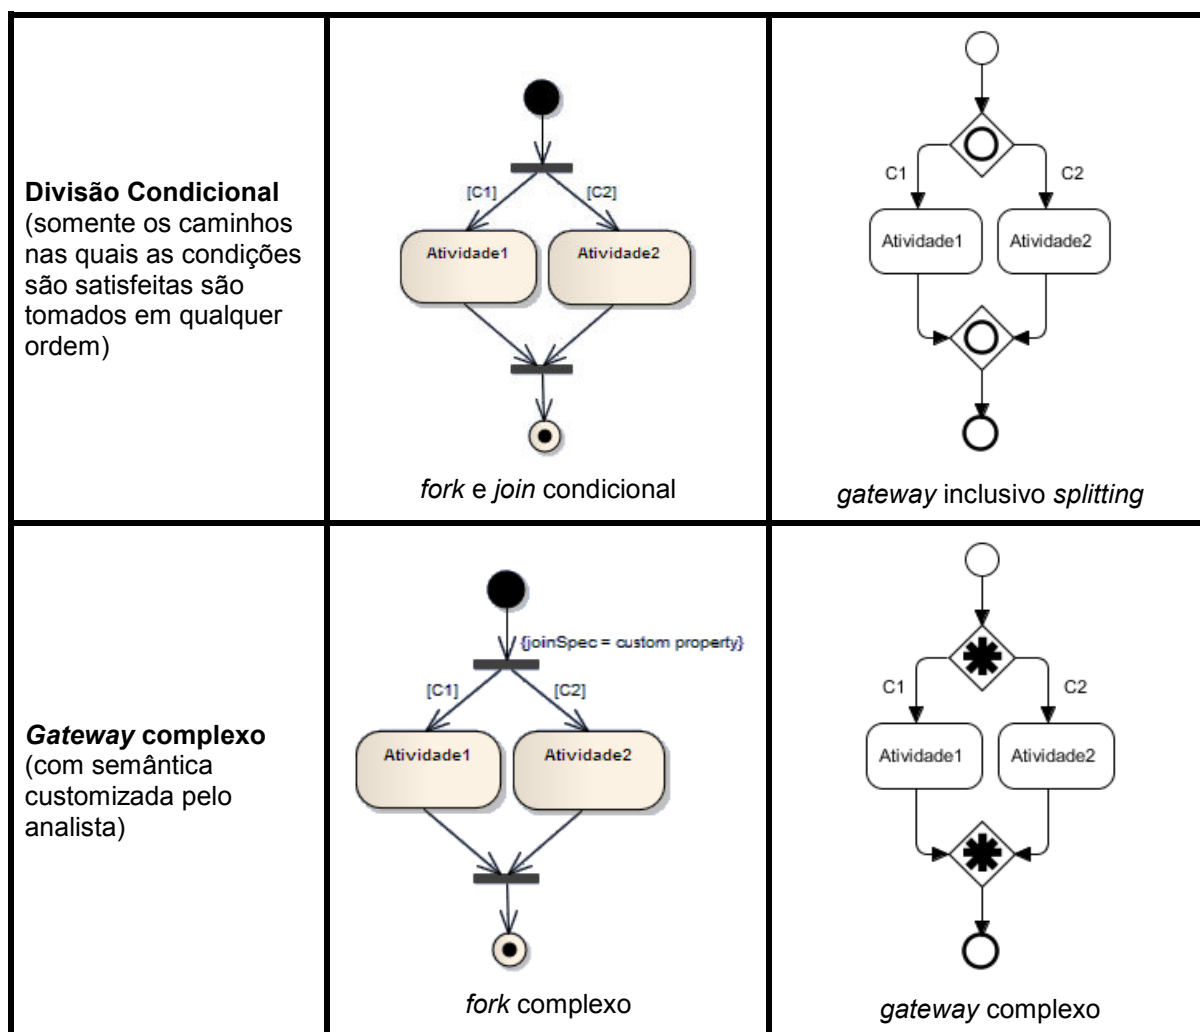 Divisão Condicional
(somente os caminhos
nas quais as condições
são satisfeitas são
tomados em qualquer
ordem)
[C1]
[C2]
Atividade1
Atividade2
fork e join condicional
C1
C2
Atividade1
Atividade2
gateway inclusivo splitting
Gateway complexo
(com semântica
customizada pelo
analista)
{joinSpec = custom property}
[C1]
[C2]
Atividade1
Atividade2
fork complexo
C1
C2
Atividade1
Atividade2
gateway complexo